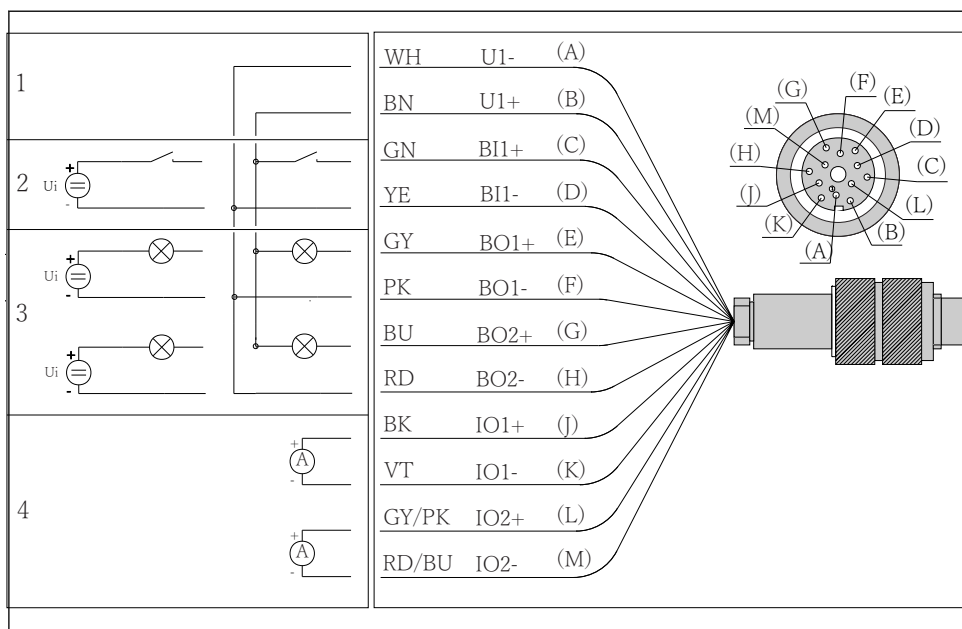 1
2
Ui
+
-
3
Ui
+
-
Ui
+
-
4
+
A
-
+
A
-
WH U1- (A)
BN U1+ (B)
GN BI1+ (C)
YE BI1- (D)
GY BO1+ (E)
PK BO1- (F)
BU BO2+ (G)
RD BO2- (H)
BK IO1+ (J)
VT IO1- (K)
GY/PK IO2+ (L)
RD/BU IO2- (M)
(F)
(G)
(E)
(M)
(D)
(H)
(C)
(J)
(L)
(K)
(B)
(A)